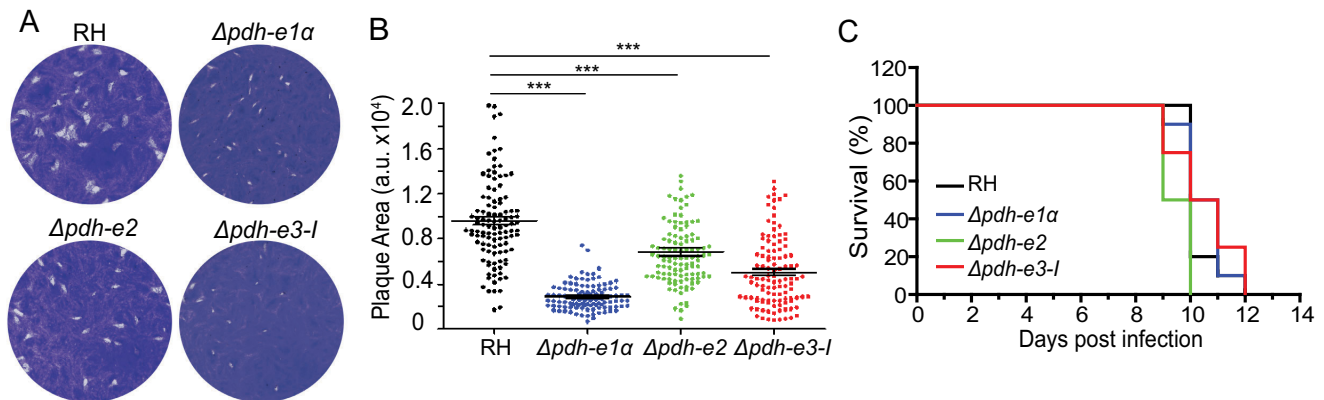 A
RH
Δpdh-e1α
Δpdh-e2
Δpdh-e3-I
B
***
***
***
Plaque Area (a.u. x10⁴)
2.0
1.6
1.2
0.8
0.4
0
RH
Δpdh-e1α
Δpdh-e2
Δpdh-e3-I
C
Survival (%)
120
100
80
60
40
20
0
RH
Δpdh-e1α
Δpdh-e2
Δpdh-e3-I
0 2 4 6 8 10 12 14
Days post infection